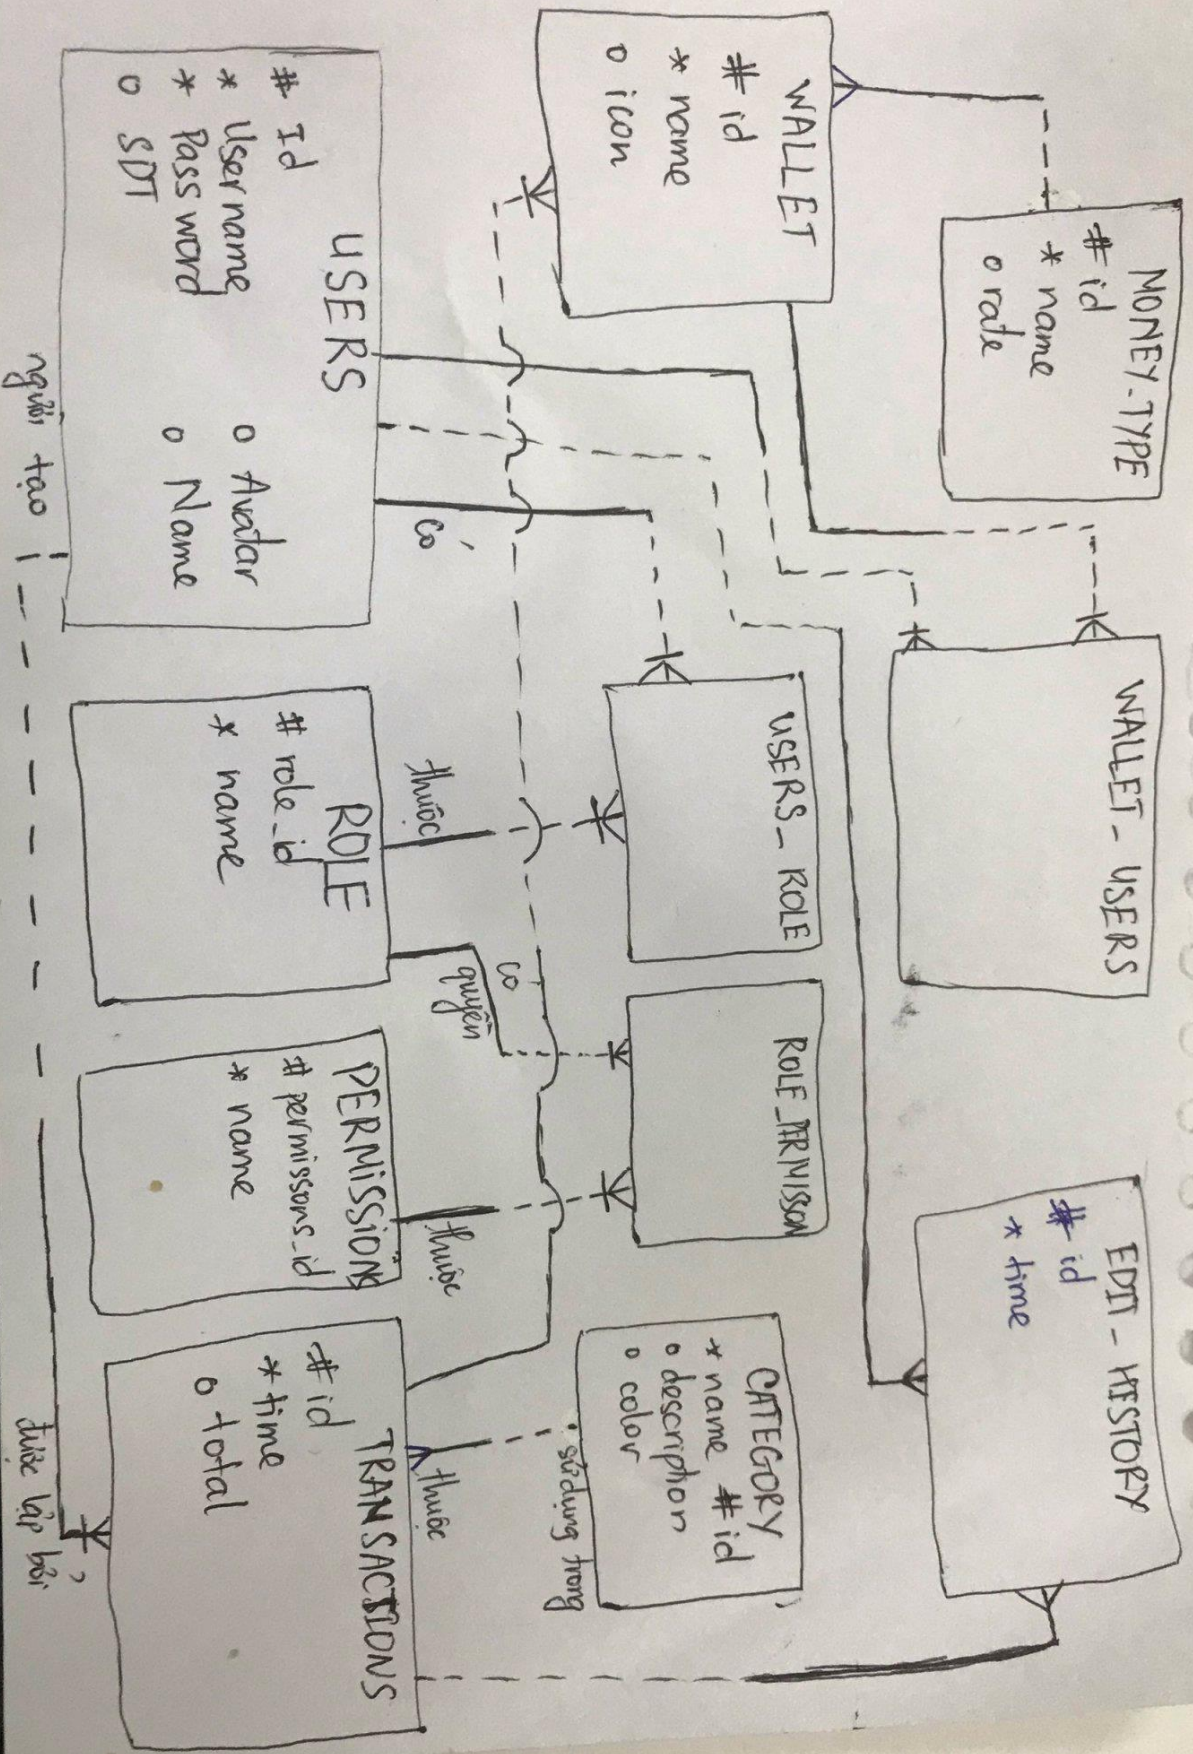 MONEY-TYPE
# id
* name
o rate
WALLET
# id
* name
o icon
WALLET - USERS
EDIT - HISTORY
# id
* time
USERS - ROLE
ROLE_PERMISSON
CATEGORY
* name # id
o description
o color
sử dụng trong
có
thuộc
có
quyền
thuộc
thuộc
USERS
# Id
* Username
* Password
o SDT
o Avatar
o Name
ROLE
# role_id
* name
PERMISSIONS
# permissons_id
* name
TRANSACTIONS
# id
* time
o total
người tạo
được lập bởi